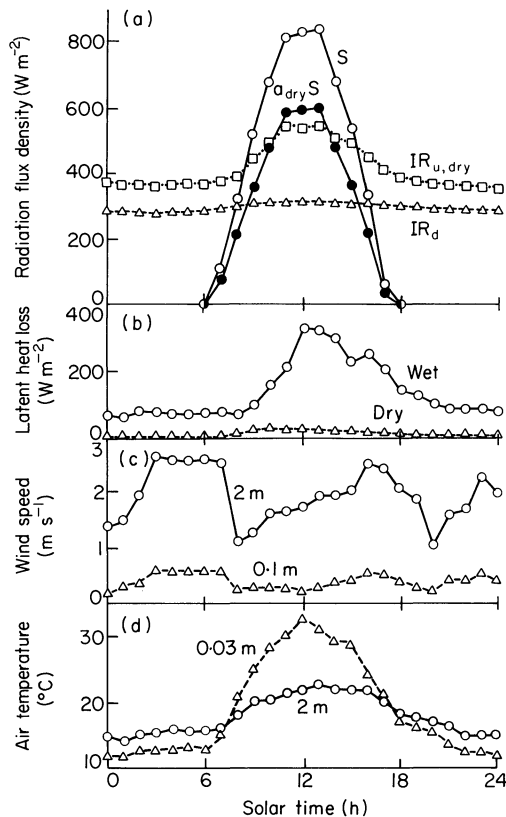 (a)
800
600
400
200
0
Radiation flux density (W m⁻²)
S
a_dry S
IR_u,dry
IR_d
(b)
400
200
0
Latent heat loss
(W m⁻²)
Wet
Dry
(c)
3
2
1
0
Wind speed
(m s⁻¹)
2 m
0·1 m
(d)
30
20
10
Air temperature
(°C)
0·03 m
2 m
0 6 12 18 24
Solar time (h)